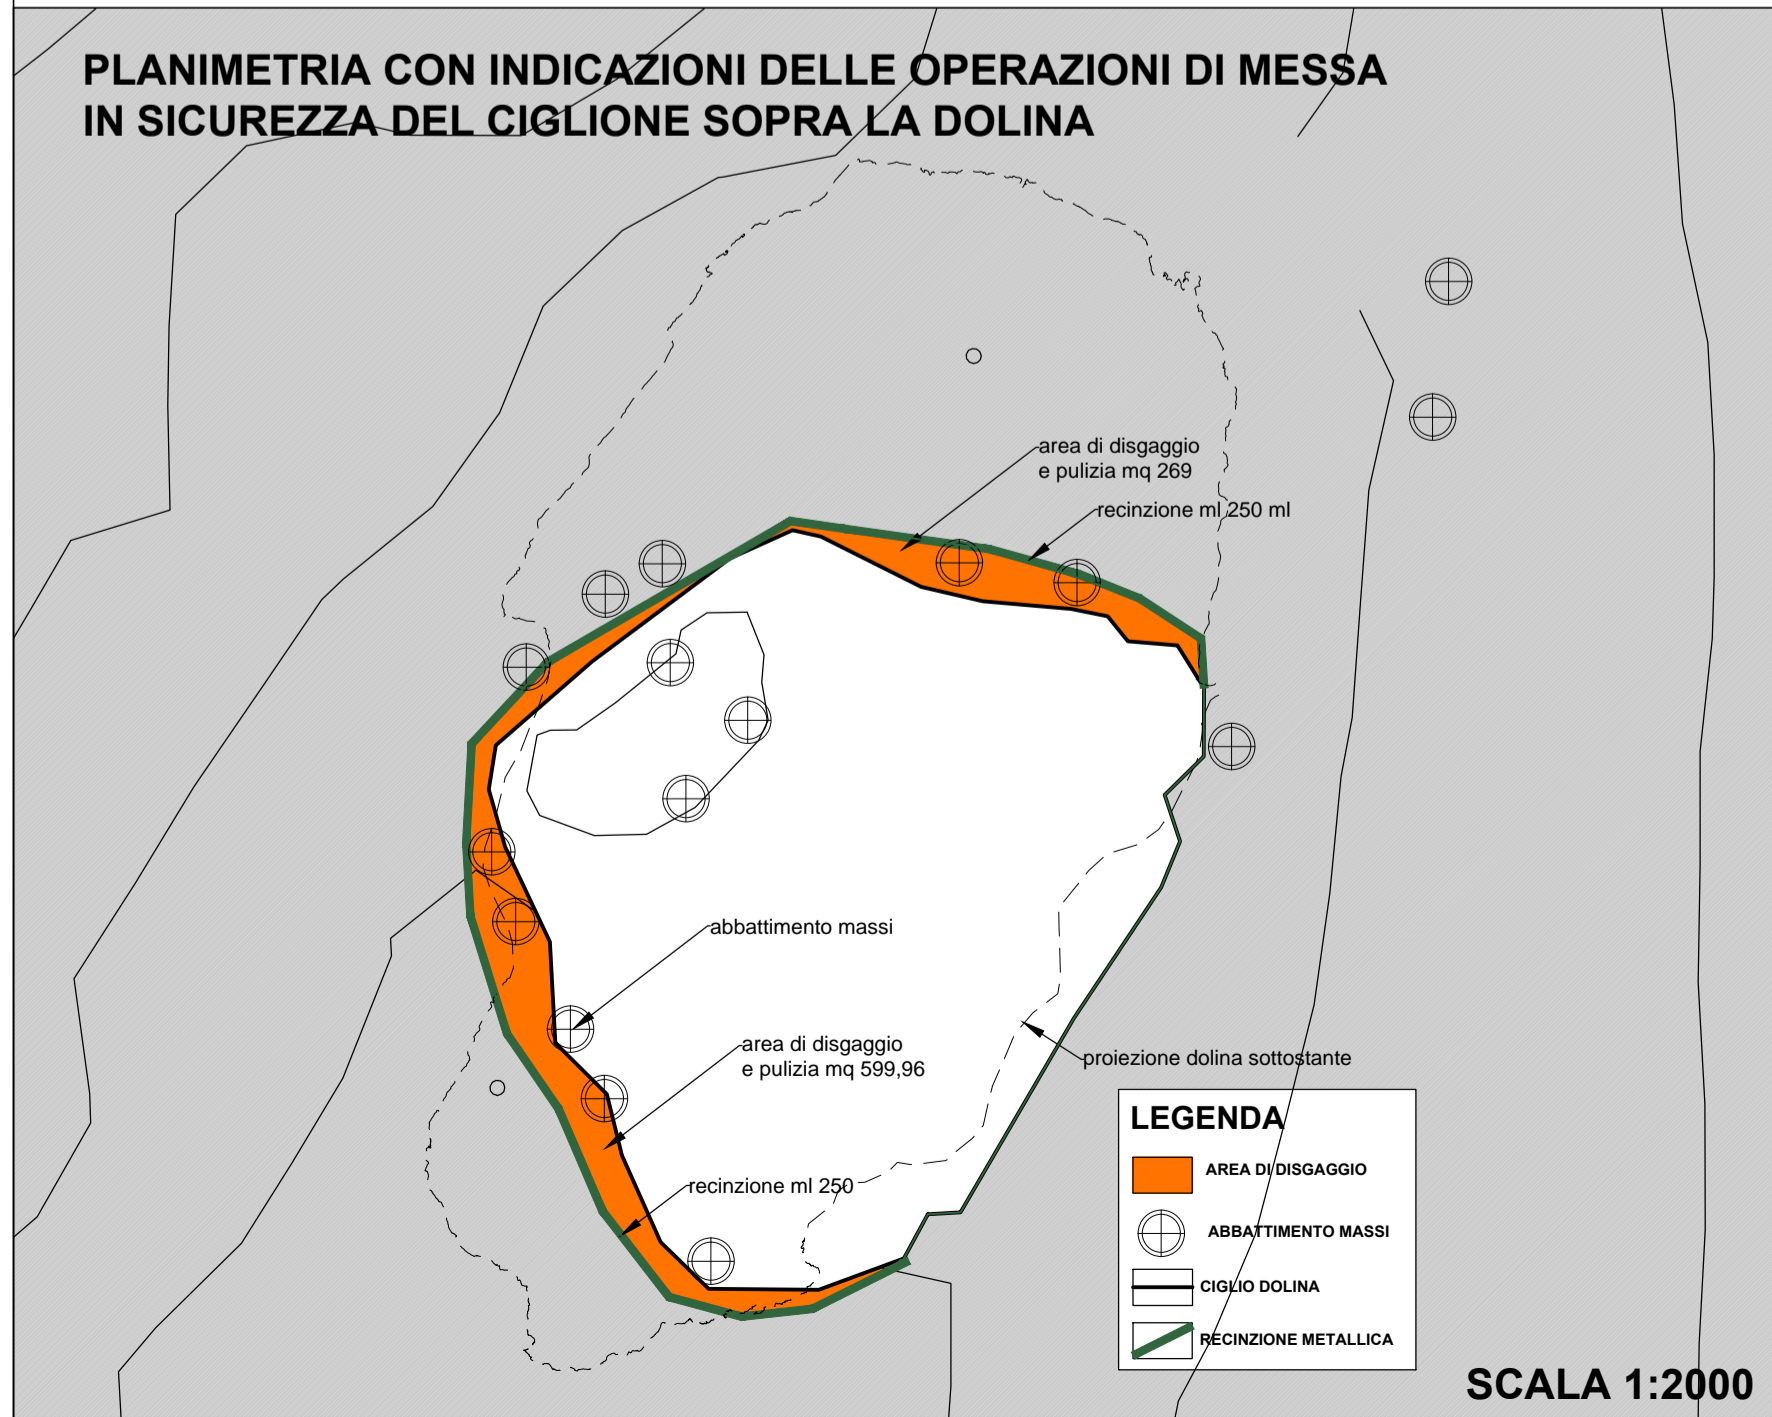 PLANIMETRIA CON INDICAZIONI DELLE OPERAZIONI DI MESSA
IN SICUREZZA DEL CIGLIONE SOPRA LA DOLINA
area di disgaggio
e pulizia mq 269
recinzione ml 250 ml
abbattimento massi
area di disgaggio
e pulizia mq 599,96
proiezione dolina sottostante
recinzione ml 250
LEGENDA
AREA DI DISGAGGIO
ABBATTIMENTO MASSI
CIGLIO DOLINA
RECINZIONE METALLICA
SCALA 1:2000